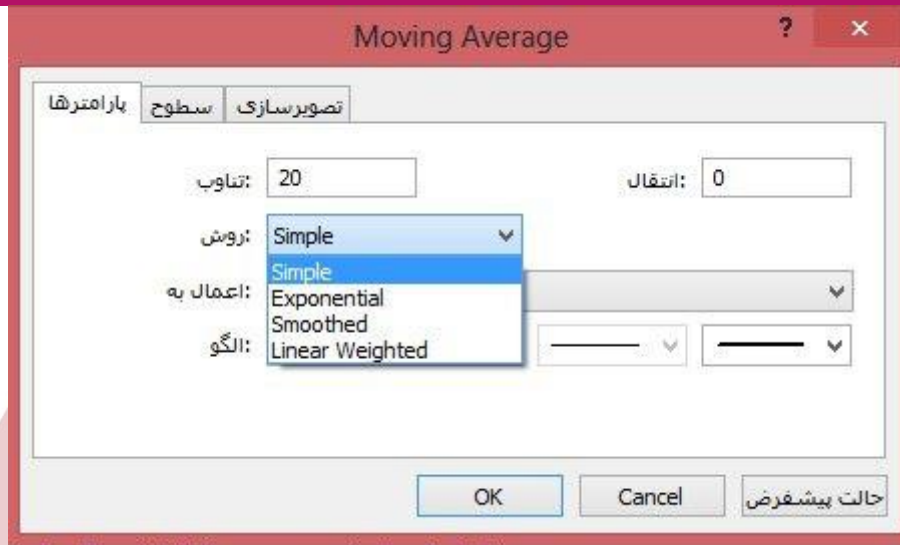 Moving Average ? ×
پارامترها سطوح تصویرسازی
تناوب: 20 انتقال: 0
روش: Simple
Simple
اعمال به:
Exponential
Smoothed
الگو:
Linear Weighted
OK Cancel حالت پیشفرض